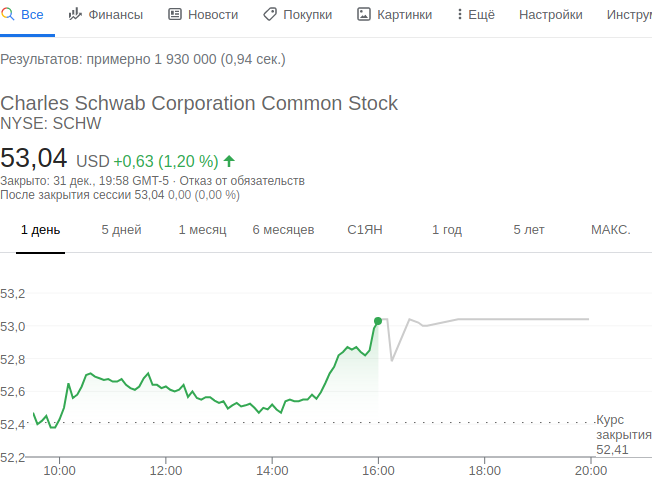 Все Финансы Новости Покупки Картинки Ещё Настройки Инстру
Результатов: примерно 1 930 000 (0,94 сек.)
Charles Schwab Corporation Common Stock
NYSE: SCHW
53,04 USD +0,63 (1,20 %)
Закрыто: 31 дек., 19:58 GMT-5 · Отказ от обязательств
После закрытия сессии 53,04 0,00 (0,00 %)
1 день 5 дней 1 месяц 6 месяцев С1ЯН 1 год 5 лет МАКС.
53,2
53,0
52,8
52,6
52,4
52,2
Курс
закрытия
52,41
10:00 12:00 14:00 16:00 18:00 20:00